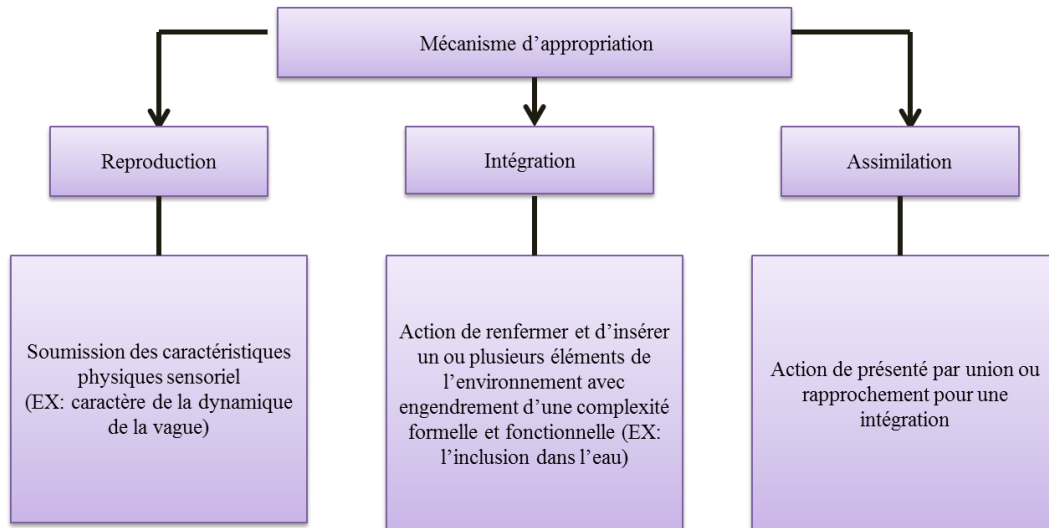 Mécanisme d’appropriation
Reproduction
Intégration
Assimilation
Soumission des caractéristiques
physiques sensoriel
(EX: caractère de la dynamique
de la vague)
Action de renfermer et d’insérer
un ou plusieurs éléments de
l’environnement avec
engendrement d’une complexité
formelle et fonctionnelle (EX:
l’inclusion dans l’eau)
Action de présenté par union ou
rapprochement pour une
intégration